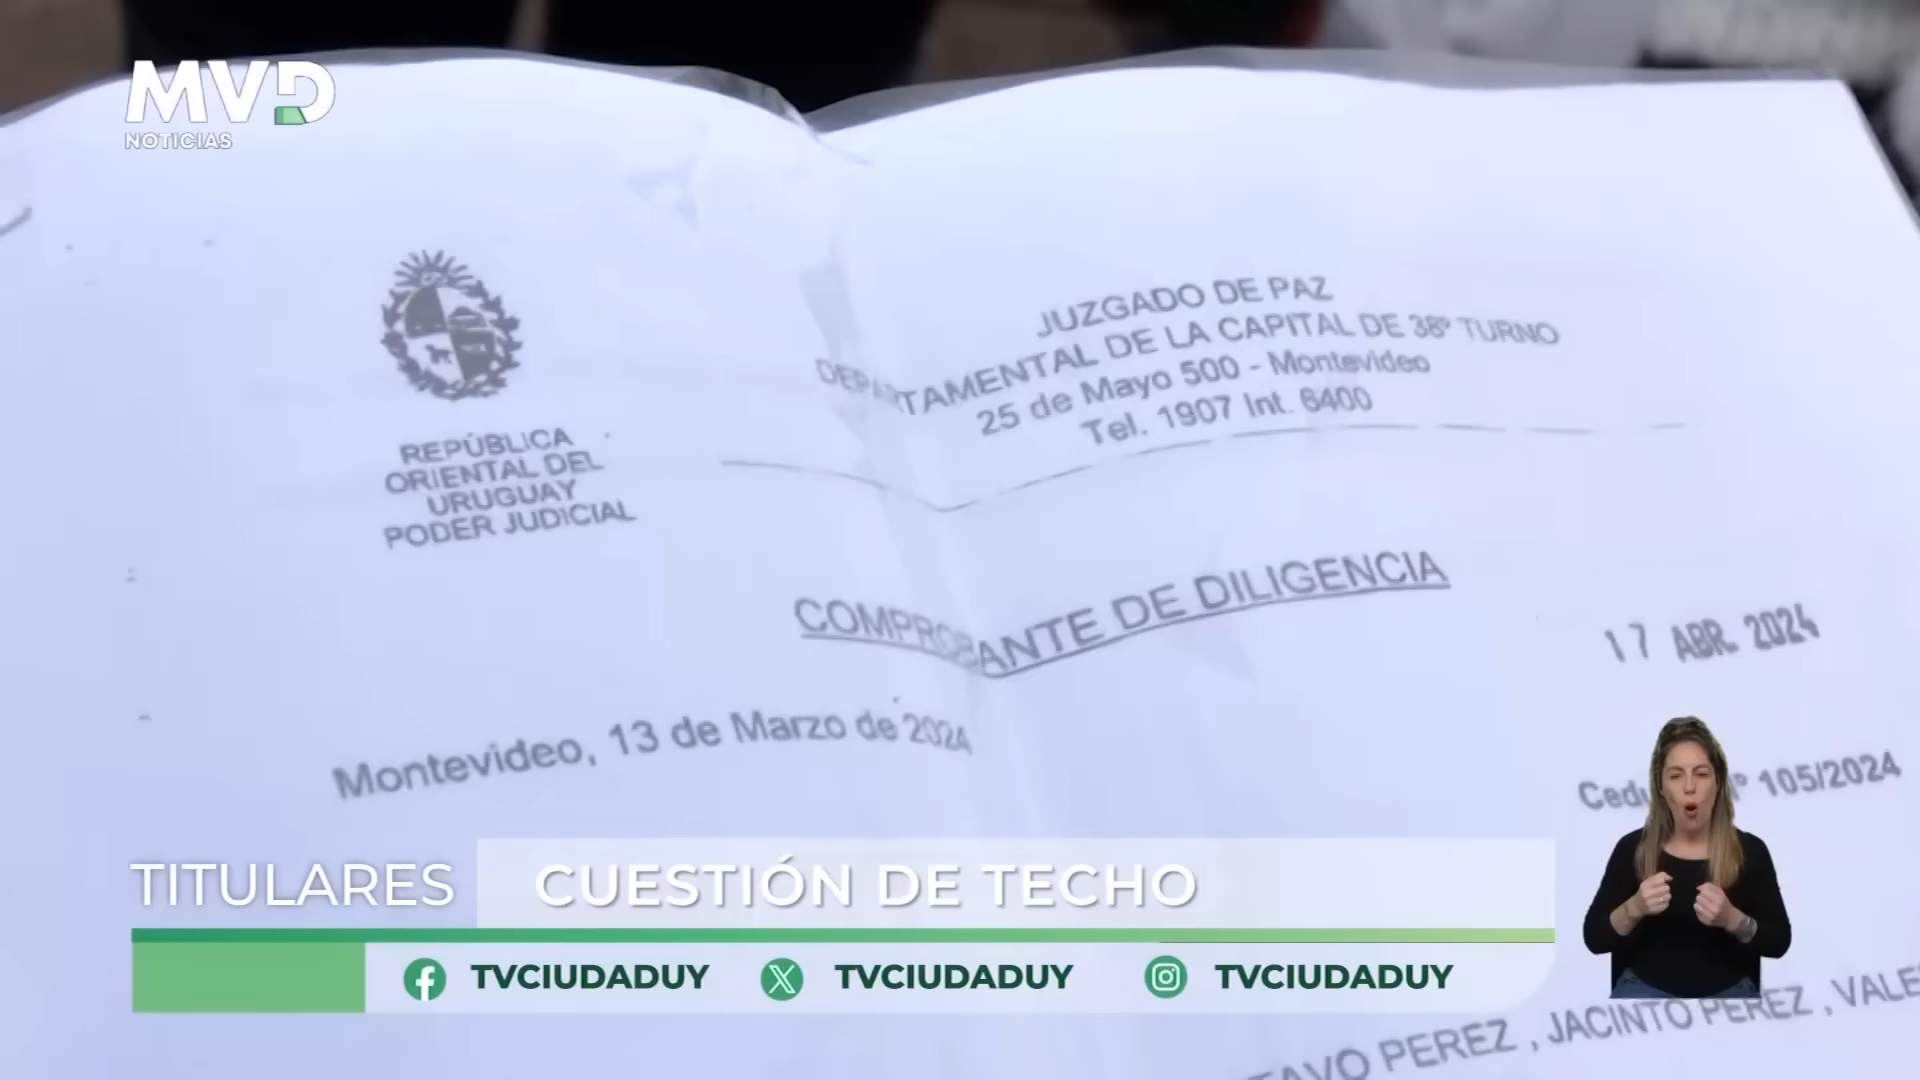 MVD
NOTICIAS
REPÚBLICA
ORIENTAL DEL
URUGUAY
PODER JUDICIAL
JUZGADO DE PAZ
DEPARTAMENTAL DE LA CAPITAL DE 38º TURNO
25 de Mayo 500 - Montevideo
Tel. 1907 Int. 6400
COMPROBANTE DE DILIGENCIA
17 ABR. 2024
Montevideo, 13 de Marzo de 2024
105/2024
TITULARES CUESTIÓN DE TECHO
TVCIUDADUY TVCIUDADUY TVCIUDADUY
PEREZ , JACINTO PEREZ ,